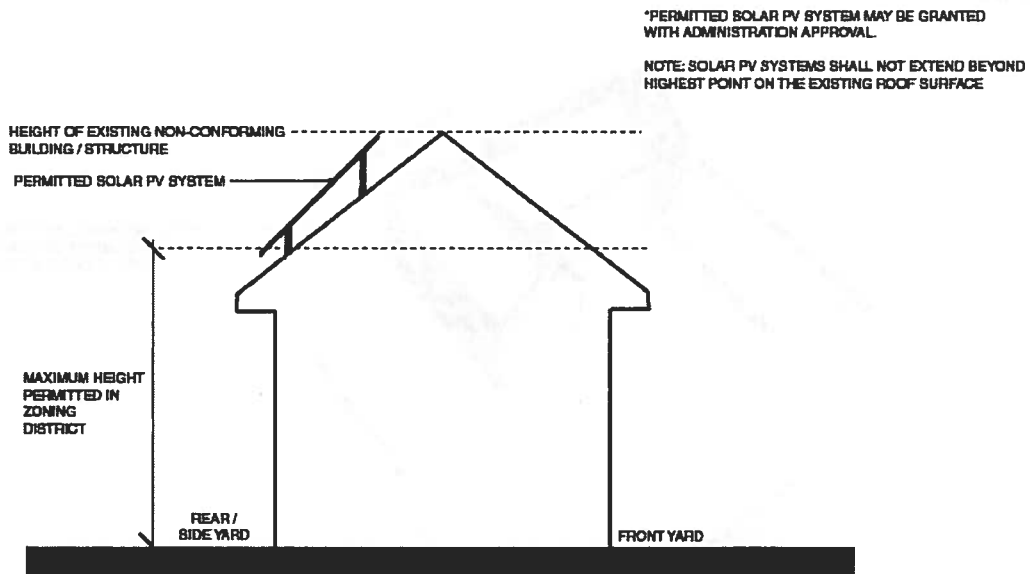 *PERMITTED SOLAR PV SYSTEM MAY BE GRANTED
WITH ADMINISTRATION APPROVAL.
NOTE: SOLAR PV SYSTEMS SHALL NOT EXTEND BEYOND
HIGHEST POINT ON THE EXISTING ROOF SURFACE
HEIGHT OF EXISTING NON-CONFORMING
BUILDING / STRUCTURE
PERMITTED SOLAR PV SYSTEM
MAXIMUM HEIGHT
PERMITTED IN
ZONING
DISTRICT
REAR /
SIDE YARD
FRONT YARD